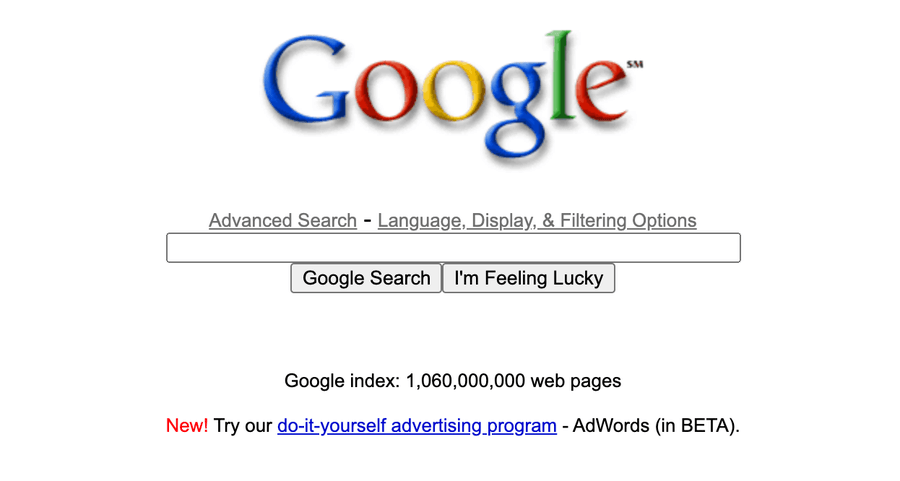 Google℠
Advanced Search - Language, Display, & Filtering Options
Google Search I'm Feeling Lucky
Google index: 1,060,000,000 web pages
New! Try our do-it-yourself advertising program - AdWords (in BETA).